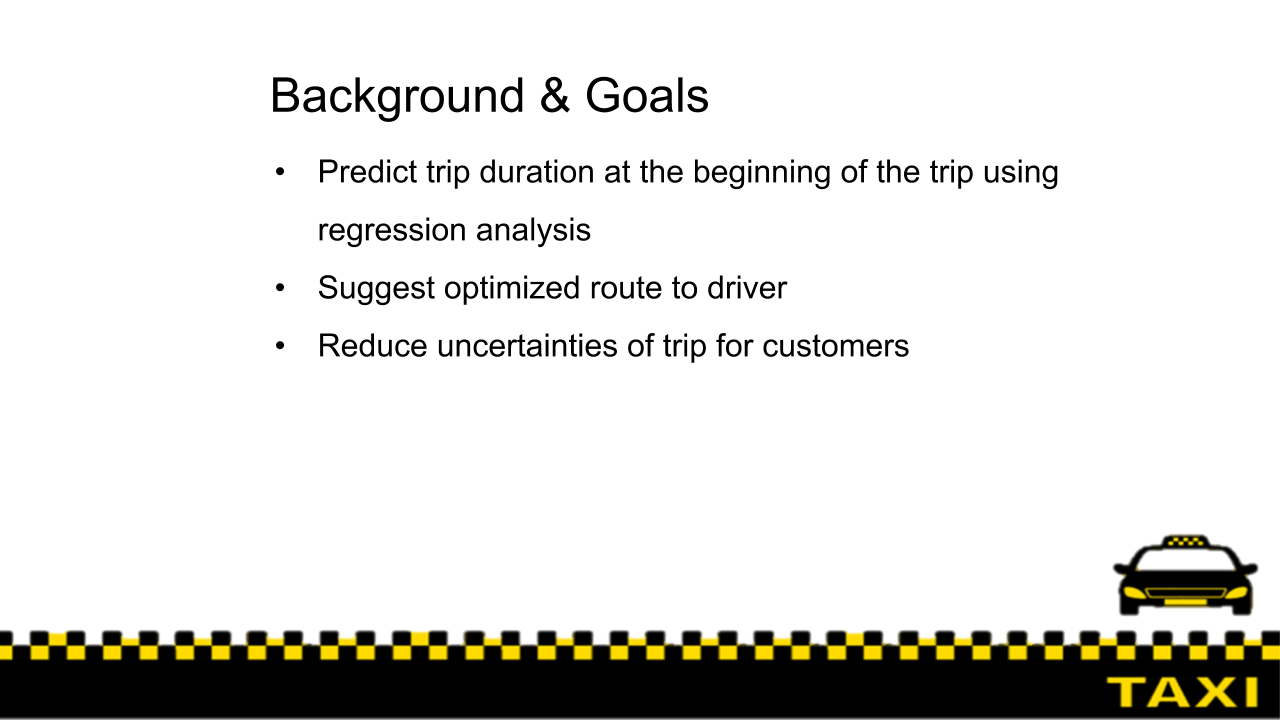 Background & Goals
• Predict trip duration at the beginning of the trip using
regression analysis
• Suggest optimized route to driver
• Reduce uncertainties of trip for customers
TAXI